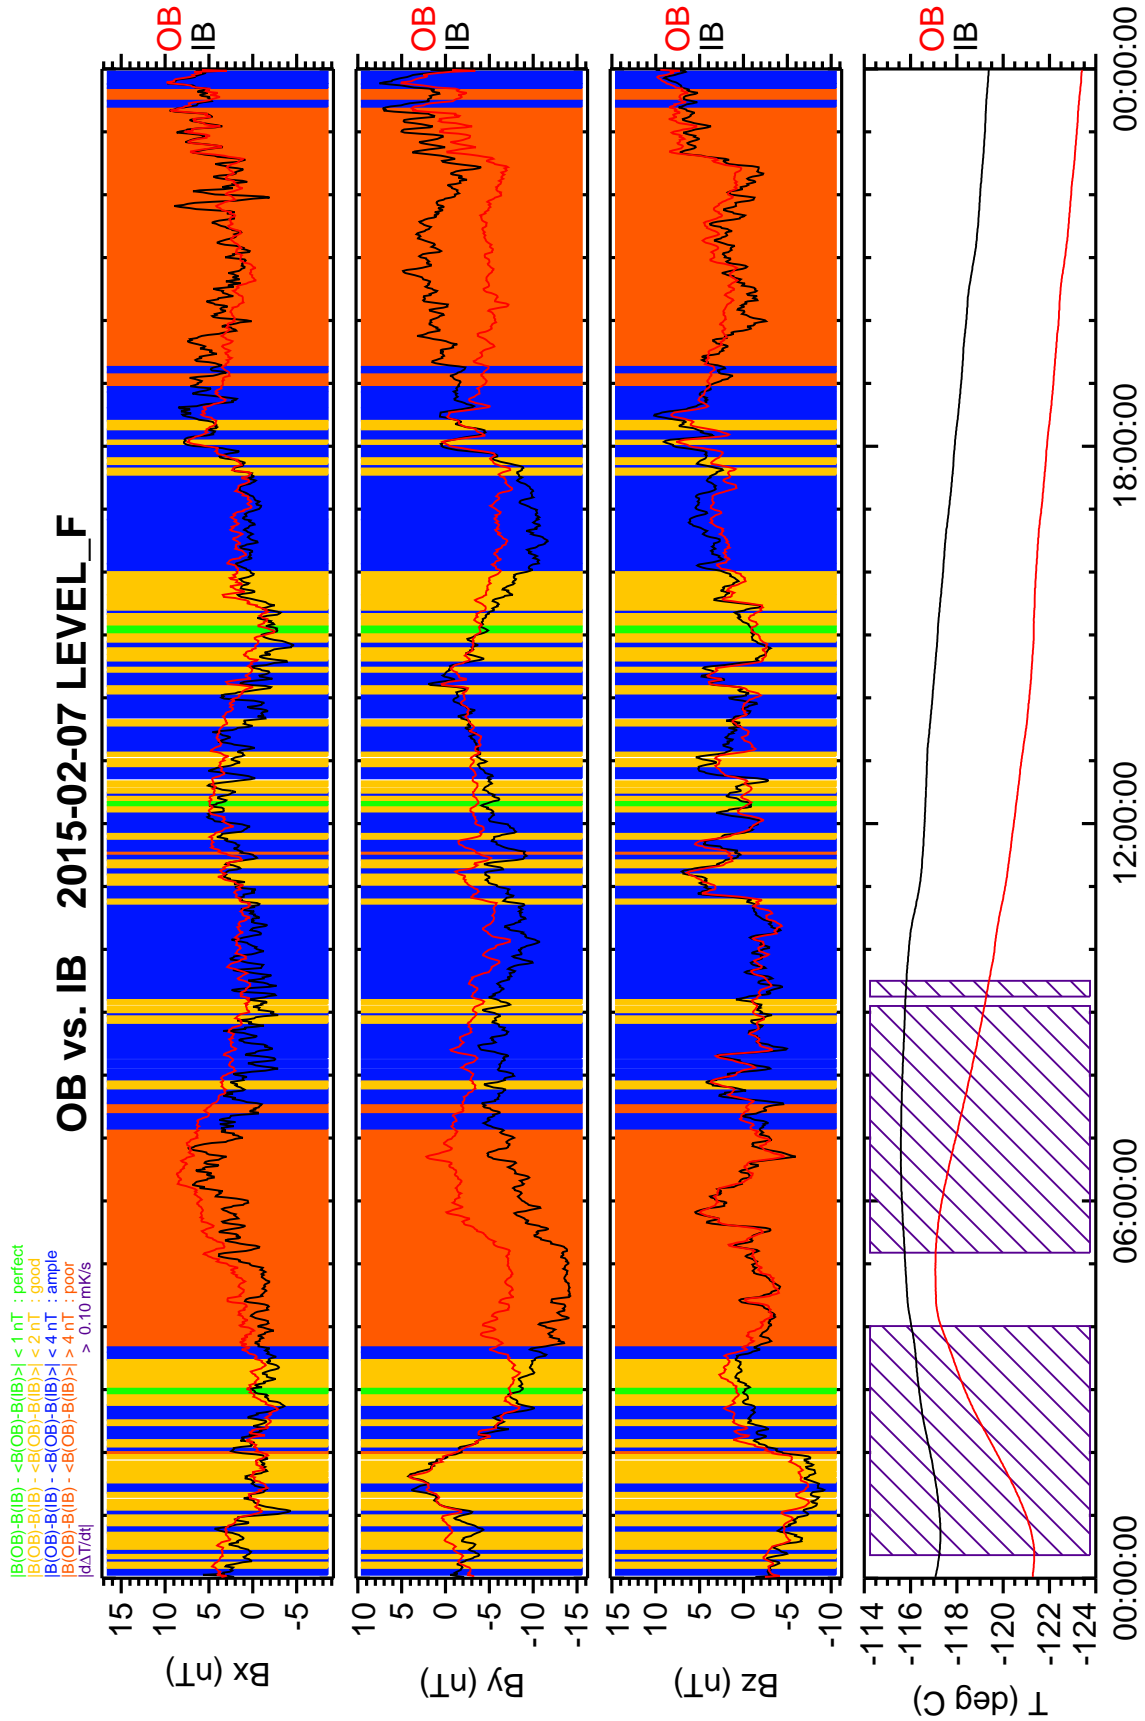 OB vs. IB 2015-02-07 LEVEL_F
|B(OB)-B(IB) - <B(OB)-B(IB)>| < 1 nT : perfect
|B(OB)-B(IB) - <B(OB)-B(IB)>| < 2 nT : good
|B(OB)-B(IB) - <B(OB)-B(IB)>| < 4 nT : ample
|B(OB)-B(IB) - <B(OB)-B(IB)>| > 4 nT : poor
|dΔT/dt| > 0.10 mK/s
Bx (nT)
15
10
5
0
-5
OB
IB
By (nT)
10
5
0
-5
-10
-15
OB
IB
Bz (nT)
15
10
5
0
-5
-10
OB
IB
T (deg C)
-114
-116
-118
-120
-122
-124
OB
IB
00:00:00 06:00:00 12:00:00 18:00:00 00:00:00